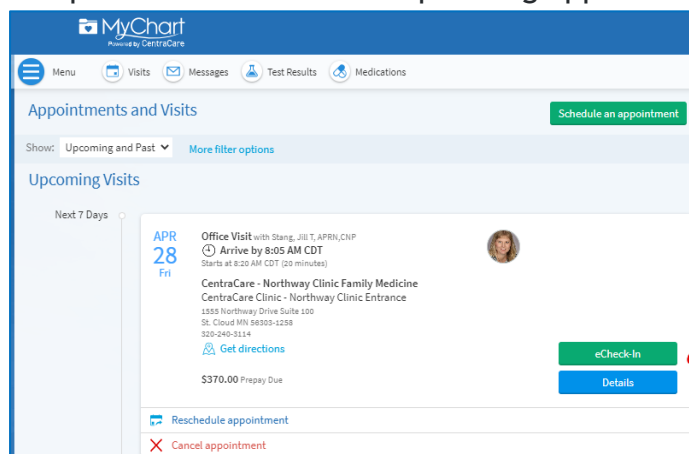 MyChart
Powered by CentraCare
Menu Visits Messages Test Results Medications
Appointments and Visits
Schedule an appointment
Show: Upcoming and Past More filter options
Upcoming Visits
Next 7 Days
APR
28
Fri
Office Visit with Stang, Jill T, APRN,CNP
Arrive by 8:05 AM CDT
Starts at 8:20 AM CDT (20 minutes)
CentraCare - Northway Clinic Family Medicine
CentraCare Clinic - Northway Clinic Entrance
1555 Northway Drive Suite 100
St. Cloud MN 56303-1258
320-240-3114
Get directions
$370.00 Prepay Due
eCheck-In
Details
Reschedule appointment
Cancel appointment